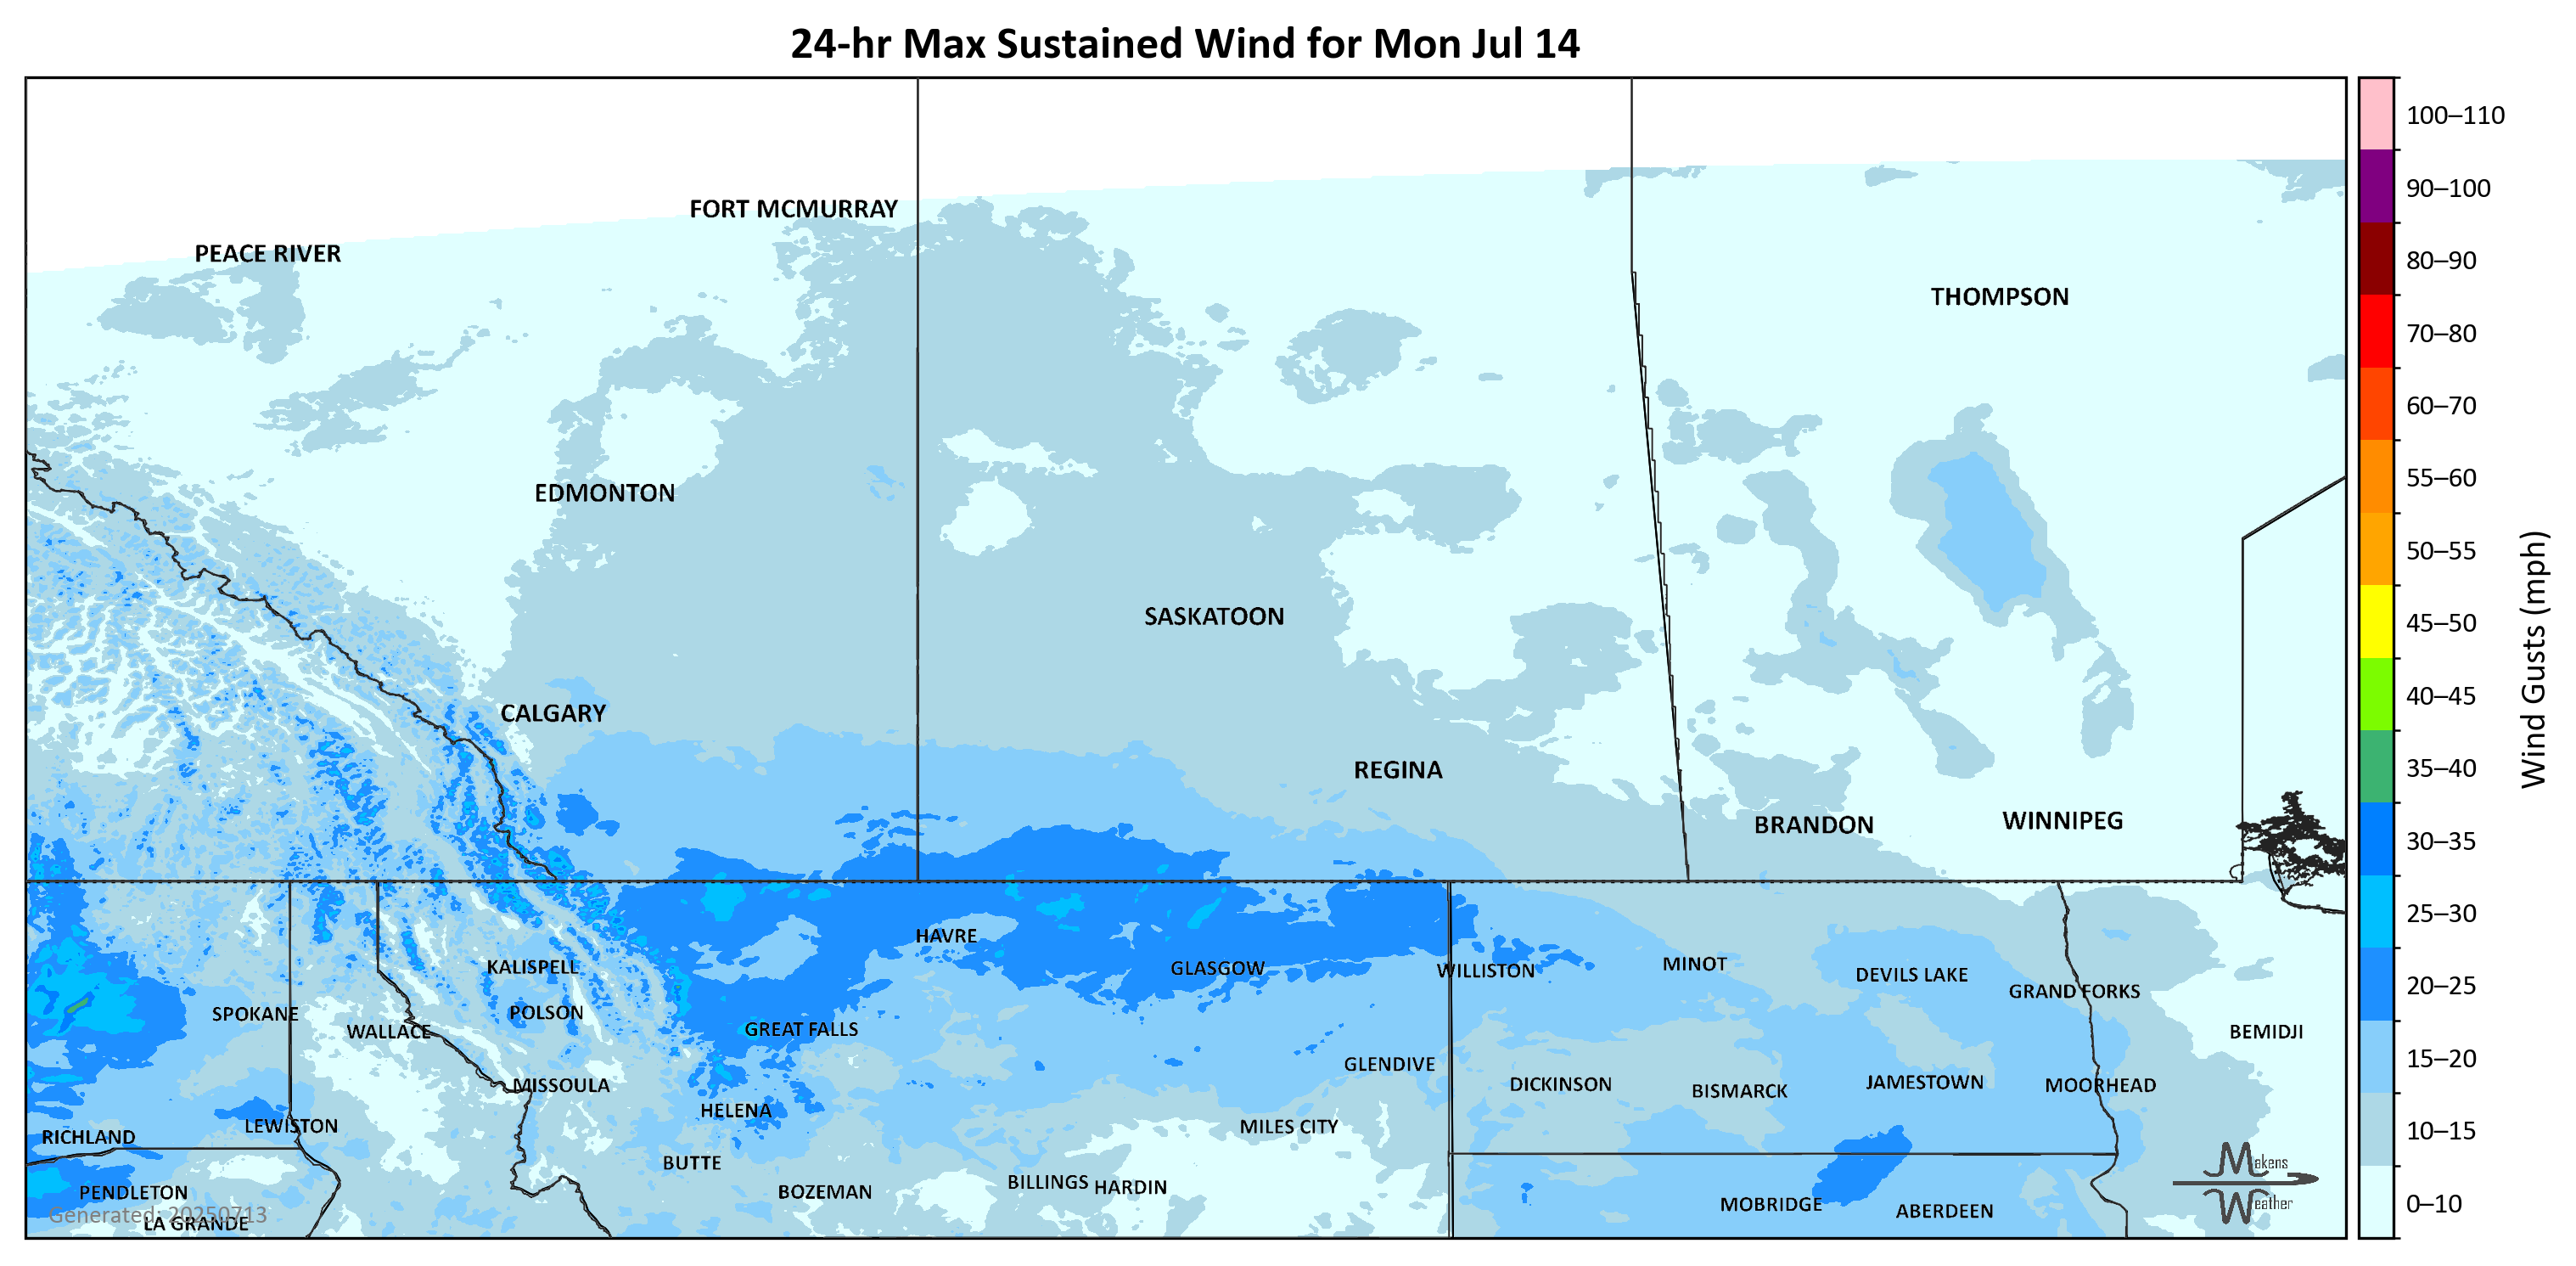 24-hr Max Sustained Wind for Mon Jul 14
100–110
90–100
80–90
70–80
60–70
55–60
50–55
45–50
40–45
35–40
30–35
25–30
20–25
15–20
10–15
0–10
Wind Gusts (mph)
FORT MCMURRAY
PEACE RIVER
THOMPSON
EDMONTON
SASKATOON
CALGARY
REGINA
BRANDON
WINNIPEG
HAVRE
KALISPELL
GLASGOW
WILLISTON
MINOT
DEVILS LAKE
GRAND FORKS
SPOKANE
POLSON
WALLACE
GREAT FALLS
BEMIDJI
GLENDIVE
MISSOULA
DICKINSON
BISMARCK
JAMESTOWN
MOORHEAD
HELENA
LEWISTON
MILES CITY
RICHLAND
BUTTE
BILLINGS
HARDIN
BOZEMAN
PENDLETON
MOBRIDGE
ABERDEEN
LA GRANDE
Generated: 20250713
Makens
Weather